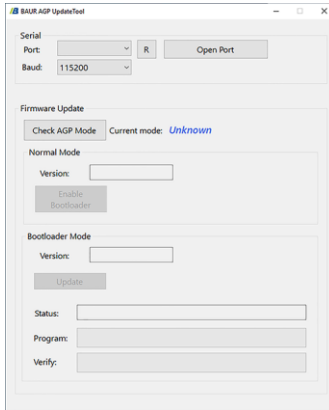 BAUR AGP UpdateTool
Serial
Port:
R
Open Port
Baud:
115200
Firmware Update
Check AGP Mode
Current mode:
Unknown
Normal Mode
Version:
Enable
Bootloader
Bootloader Mode
Version:
Update
Status:
Program:
Verify: